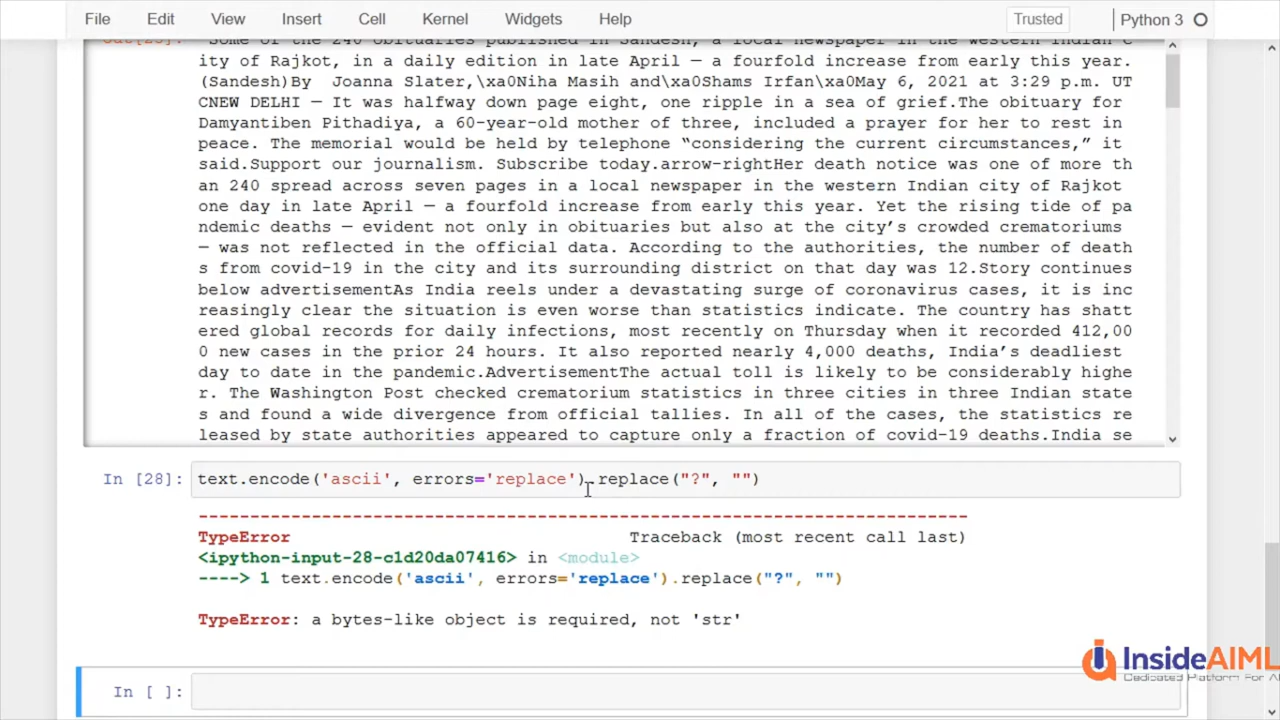 File Edit View Insert Cell Kernel Widgets Help Trusted Python 3
Some of the 240 obituaries published in Sandesh, a local newspaper in the western Indian c
ity of Rajkot, in a daily edition in late April — a fourfold increase from early this year.
(Sandesh)By  Joanna Slater,\xa0Niha Masih and\xa0Shams Irfan\xa0May 6, 2021 at 3:29 p.m. UT
CNEW DELHI — It was halfway down page eight, one ripple in a sea of grief.The obituary for
Damyantiben Pithadiya, a 60-year-old mother of three, included a prayer for her to rest in
peace. The memorial would be held by telephone “considering the current circumstances,” it
said.Support our journalism. Subscribe today.arrow-rightHer death notice was one of more th
an 240 spread across seven pages in a local newspaper in the western Indian city of Rajkot
one day in late April — a fourfold increase from early this year. Yet the rising tide of pa
ndemic deaths — evident not only in obituaries but also at the city’s crowded crematoriums
— was not reflected in the official data. According to the authorities, the number of death
s from covid-19 in the city and its surrounding district on that day was 12.Story continues
below advertisementAs India reels under a devastating surge of coronavirus cases, it is inc
reasingly clear the situation is even worse than statistics indicate. The country has shatt
ered global records for daily infections, most recently on Thursday when it recorded 412,00
0 new cases in the prior 24 hours. It also reported nearly 4,000 deaths, India’s deadliest
day to date in the pandemic.AdvertisementThe actual toll is likely to be considerably highe
r. The Washington Post checked crematorium statistics in three cities in three Indian state
s and found a wide divergence from official tallies. In all of the cases, the statistics re
leased by state authorities appeared to capture only a fraction of covid-19 deaths.India se
In [28]: text.encode('ascii', errors='replace').replace("?", "")
---------------------------------------------------------------------------
TypeError Traceback (most recent call last)
<ipython-input-28-c1d20da07416> in <module>
----> 1 text.encode('ascii', errors='replace').replace("?", "")
TypeError: a bytes-like object is required, not 'str'
In [ ]:
InsideAIML
Dedicated Platform For